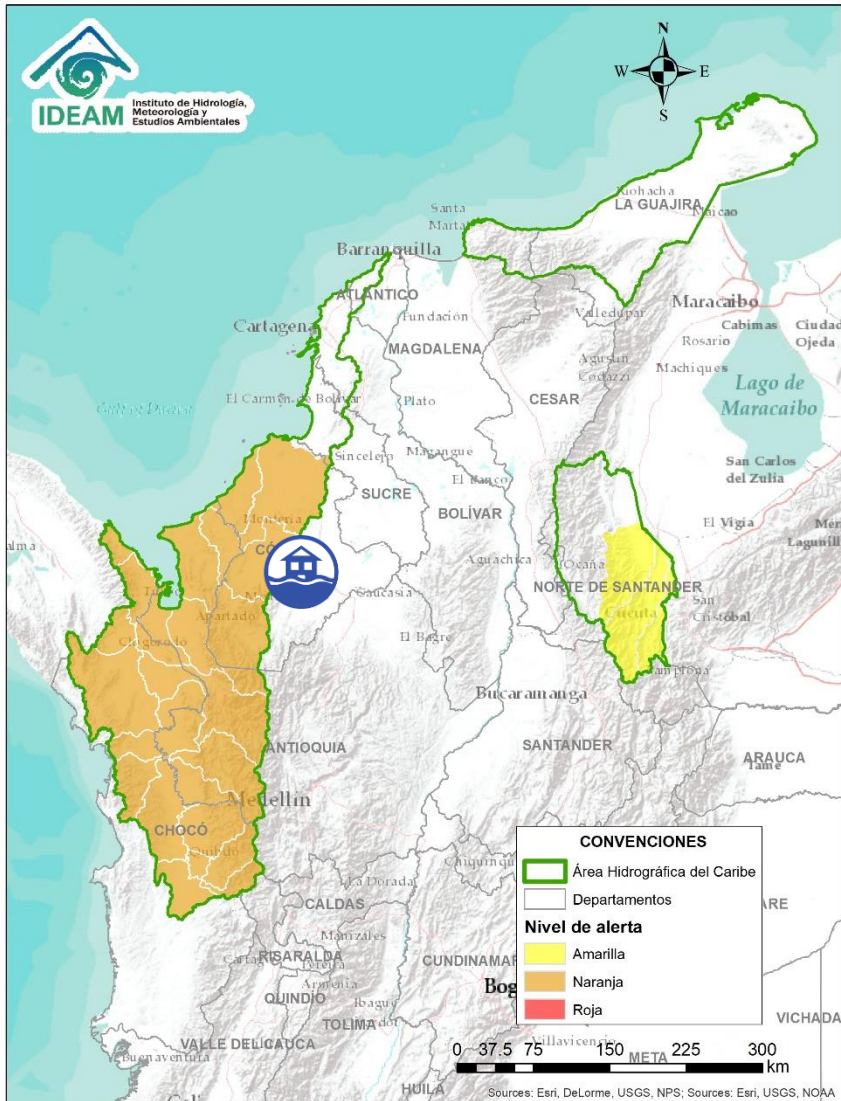 IDEAM
Instituto de Hidrología,
Meteorología y
Estudios Ambientales
N
W
E
S
Riohacha
LA GUAJIRA
Maicao
Santa
Marta
Barranquilla
ATLÁNTICO
Maracaibo
Cabimas
Ciudad
Ojeda
Cartagena
Fundación
Valledupar
Rosario
MAGDALENA
Agustín
Codazzi
Machiques
El Carmen de Bolívar
Plato
CESAR
Lago de
Maracaibo
Sincelejo
Magangué
San Carlos
del Zulia
El Banco
SUCRE
BOLÍVAR
Montería
El Vigía
Ocaña
Aguachica
NORTE DE SANTANDER
Caucasia
San
Cristóbal
Cúcuta
Apartadó
Chigorodó
El Bagre
Pamplona
Bucaramanga
ANTIOQUIA
SANTANDER
ARAUCA
Tame
Medellín
CHOCÓ
Quibdó
La Dorada
CALDAS
Manizales
RISARALDA
Pereira
Armenia
QUINDÍO
Ibagué
TOLIMA
CUNDINAMAR
Bog
VICHADA
VALLE DEL CAUCA
Buenaventura
Villavicencio
META
HUILA
CONVENCIONES
Área Hidrográfica del Caribe
Departamentos
Nivel de alerta
Amarilla
Naranja
Roja
0 37.5 75 150 225 300
km
Sources: Esri, DeLorme, USGS, NPS; Sources: Esri, USGS, NOAA